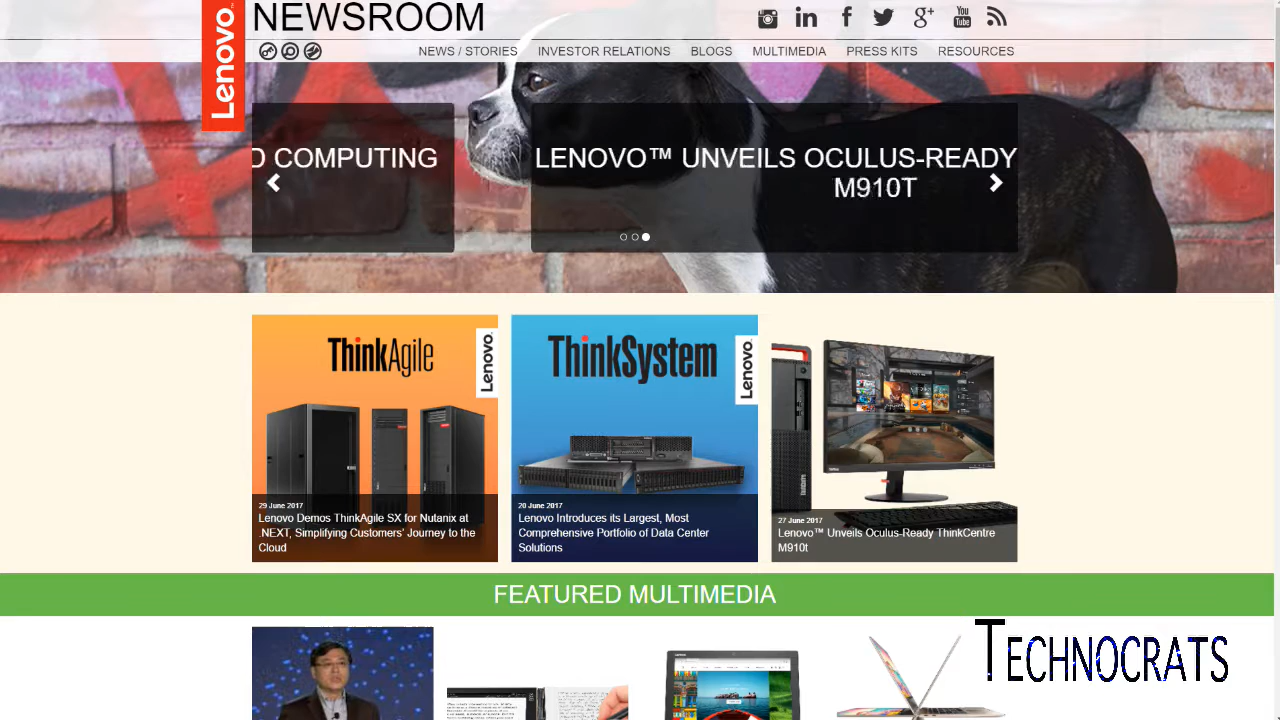 Lenovo™
NEWSROOM
You
Tube
NEWS / STORIES INVESTOR RELATIONS BLOGS MULTIMEDIA PRESS KITS RESOURCES
D COMPUTING
LENOVO™ UNVEILS OCULUS-READY
M910T
ThinkAgile
Lenovo
29 June 2017
Lenovo Demos ThinkAgile SX for Nutanix at
.NEXT, Simplifying Customers' Journey to the
Cloud
ThinkSystem
Lenovo
20 June 2017
Lenovo Introduces its Largest, Most
Comprehensive Portfolio of Data Center
Solutions
27 June 2017
Lenovo™ Unveils Oculus-Ready ThinkCentre
M910t
FEATURED MULTIMEDIA
TECHNOCRATS